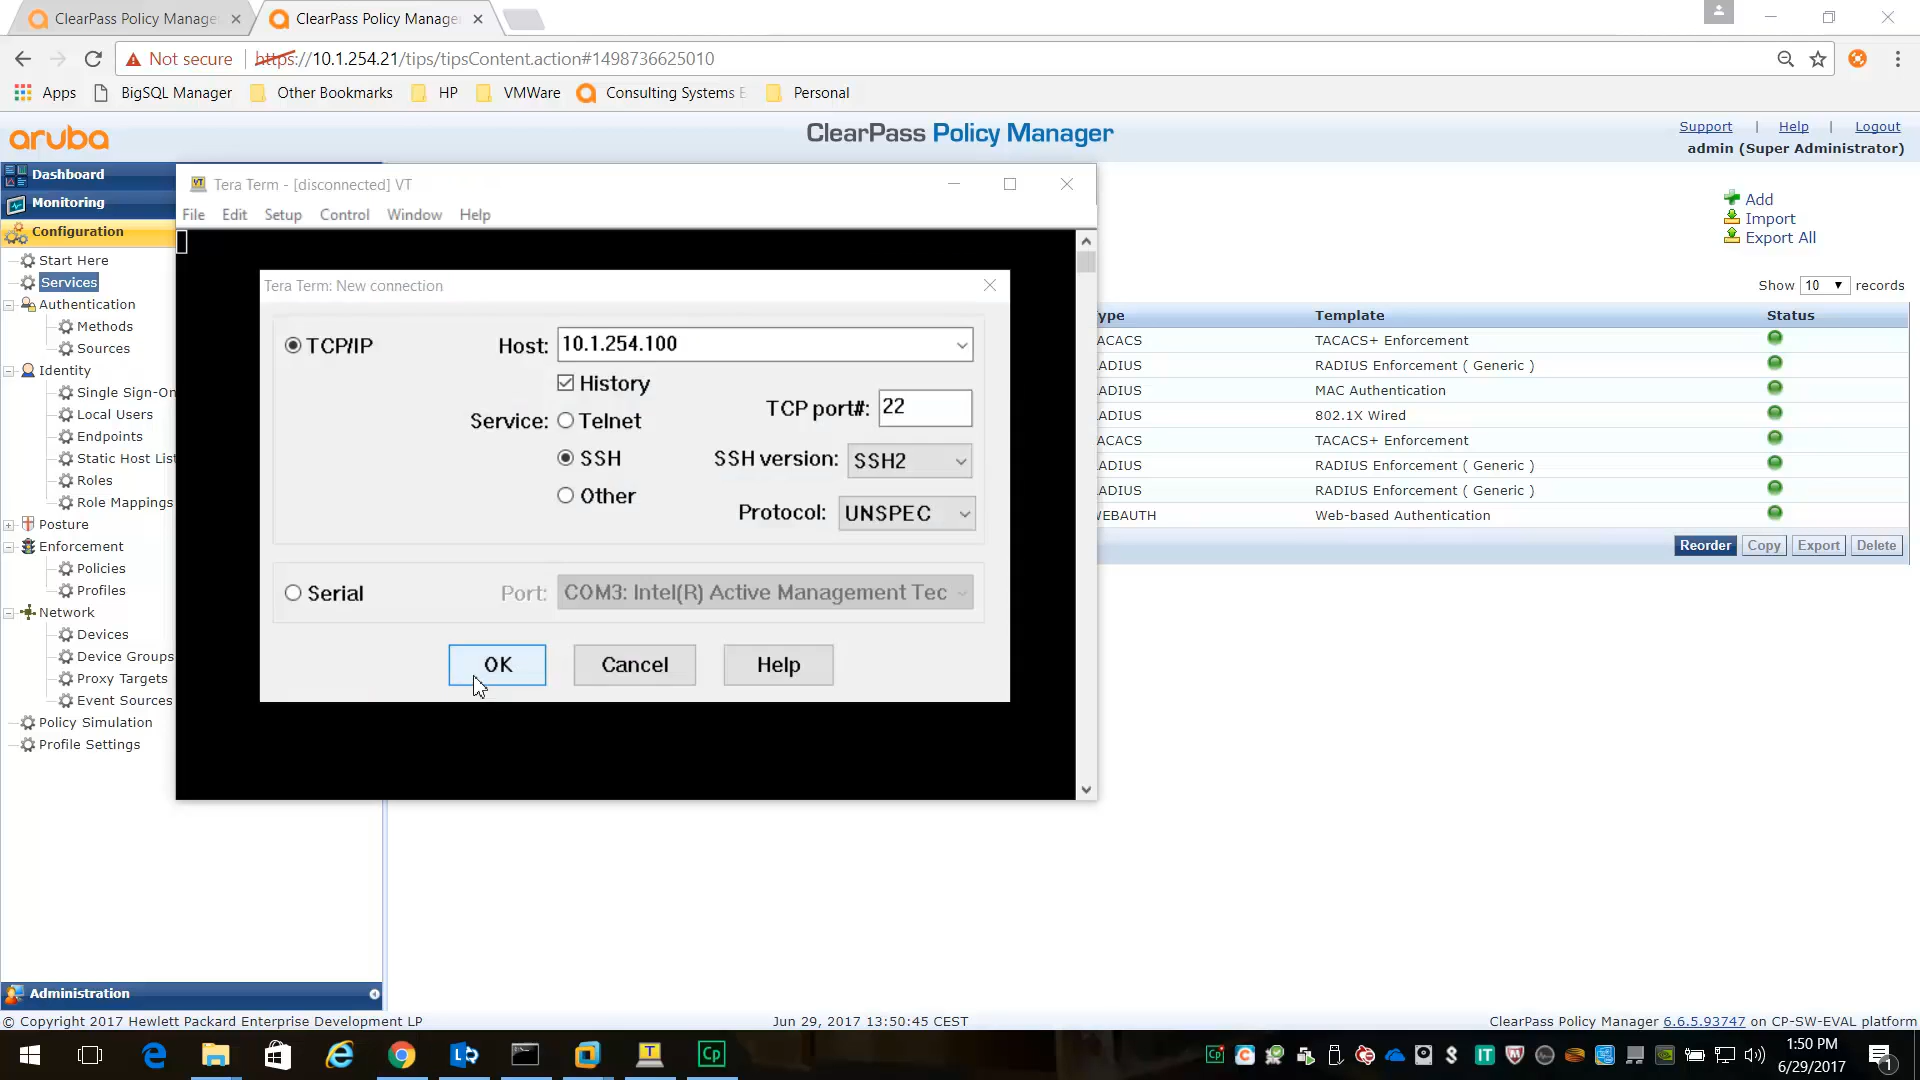 ClearPass Policy Manage
ClearPass Policy Manage
Not secure
https://10.1.254.21/tips/tipsContent.action#1498736625010
Apps
BigSQL Manager
Other Bookmarks
HP
VMWare
Consulting Systems E
Personal
aruba
ClearPass Policy Manager
Support | Help | Logout
admin (Super Administrator)
Dashboard
Monitoring
Configuration
Start Here
Services
Authentication
Methods
Sources
Identity
Single Sign-On
Local Users
Endpoints
Static Host List
Roles
Role Mappings
Posture
Enforcement
Policies
Profiles
Network
Devices
Device Groups
Proxy Targets
Event Sources
Policy Simulation
Profile Settings
Administration
Tera Term - [disconnected] VT
File Edit Setup Control Window Help
Tera Term: New connection
TCP/IP
Host: 10.1.254.100
History
Service: Telnet
TCP port#: 22
SSH
SSH version: SSH2
Other
Protocol: UNSPEC
Serial
Port: COM3: Intel(R) Active Management Tec
OK
Cancel
Help
Add
Import
Export All
Show 10 records
ype Template Status
ACACS TACACS+ Enforcement
ADIUS RADIUS Enforcement ( Generic )
ADIUS MAC Authentication
ADIUS 802.1X Wired
ACACS TACACS+ Enforcement
ADIUS RADIUS Enforcement ( Generic )
ADIUS RADIUS Enforcement ( Generic )
WEBAUTH Web-based Authentication
Reorder Copy Export Delete
© Copyright 2017 Hewlett Packard Enterprise Development LP
Jun 29, 2017 13:50:45 CEST
ClearPass Policy Manager 6.6.5.93747 on CP-SW-EVAL platform
1:50 PM
6/29/2017